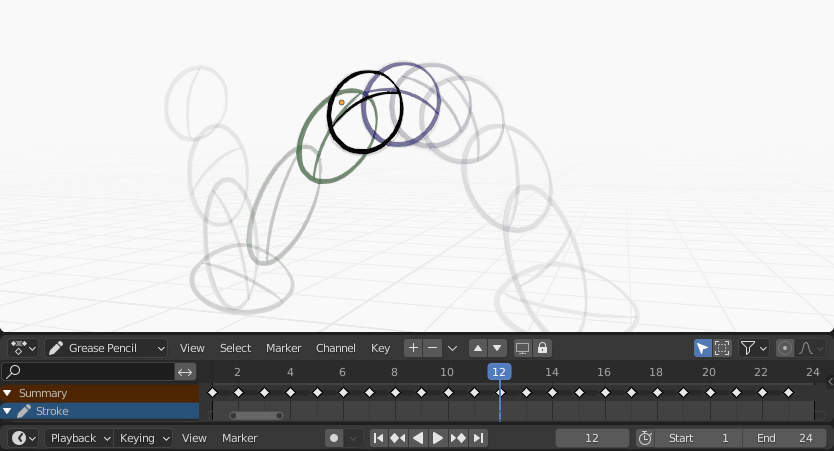 Grease Pencil View Select Marker Channel Key
2 4 6 8 10 12 14 16 18 20 22 24
Summary
Stroke
Playback Keying View Marker 12 Start 1 End 24